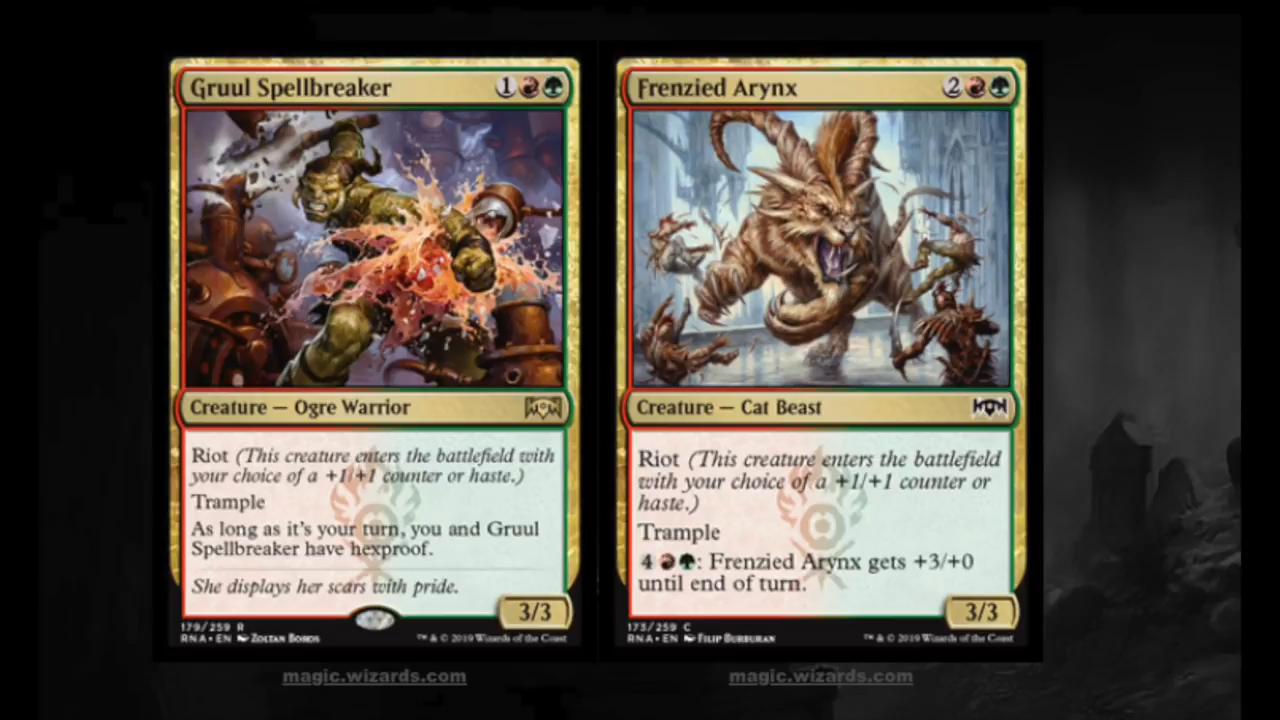 Gruul Spellbreaker 1
Creature — Ogre Warrior
Riot (This creature enters the battlefield with
your choice of a +1/+1 counter or haste.)
Trample
As long as it's your turn, you and Gruul
Spellbreaker have hexproof.
She displays her scars with pride.
3/3
179/259 R
RNA • EN Zoltan Boros
™ & © 2019 Wizards of the Coast
magic.wizards.com
Frenzied Arynx 2
Creature — Cat Beast
Riot (This creature enters the battlefield
with your choice of a +1/+1 counter or
haste.)
Trample
4 : Frenzied Arynx gets +3/+0
until end of turn.
3/3
173/259 C
RNA • EN Filip Burburan
™ & © 2019 Wizards of the Coast
magic.wizards.com